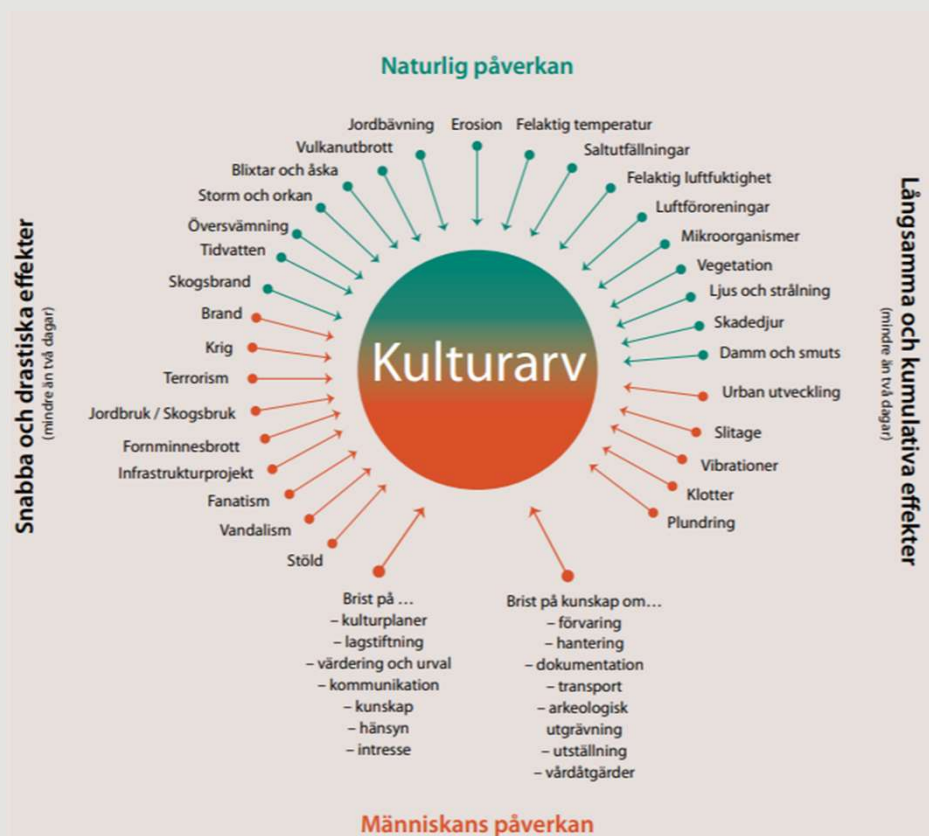 Naturlig påverkan
Jordbävning
Erosion
Felaktig temperatur
Vulkanutbrott
Saltutfällningar
Blixtar och åska
Felaktig luftfuktighet
Storm och orkan
Luftföroreningar
Översvämning
Mikroorganismer
Tidvatten
Vegetation
Skogsbrand
Ljus och strålning
Brand
Skadedjur
Krig
Damm och smuts
Terrorism
Urban utveckling
Jordbruk / Skogsbruk
Slitage
Fornminnesbrott
Vibrationer
Infrastrukturprojekt
Klotter
Fanatism
Plundring
Vandalism
Stöld
Kulturarv
Snabba och drastiska effekter
(mindre än två dagar)
Långsamma och kumulativa effekter
(mindre än två dagar)
Brist på …
– kulturplaner
– lagstiftning
– värdering och urval
– kommunikation
– kunskap
– hänsyn
– intresse
Brist på kunskap om…
– förvaring
– hantering
– dokumentation
– transport
– arkeologisk
utgrävning
– utställning
– vårdåtgärder
Människans påverkan